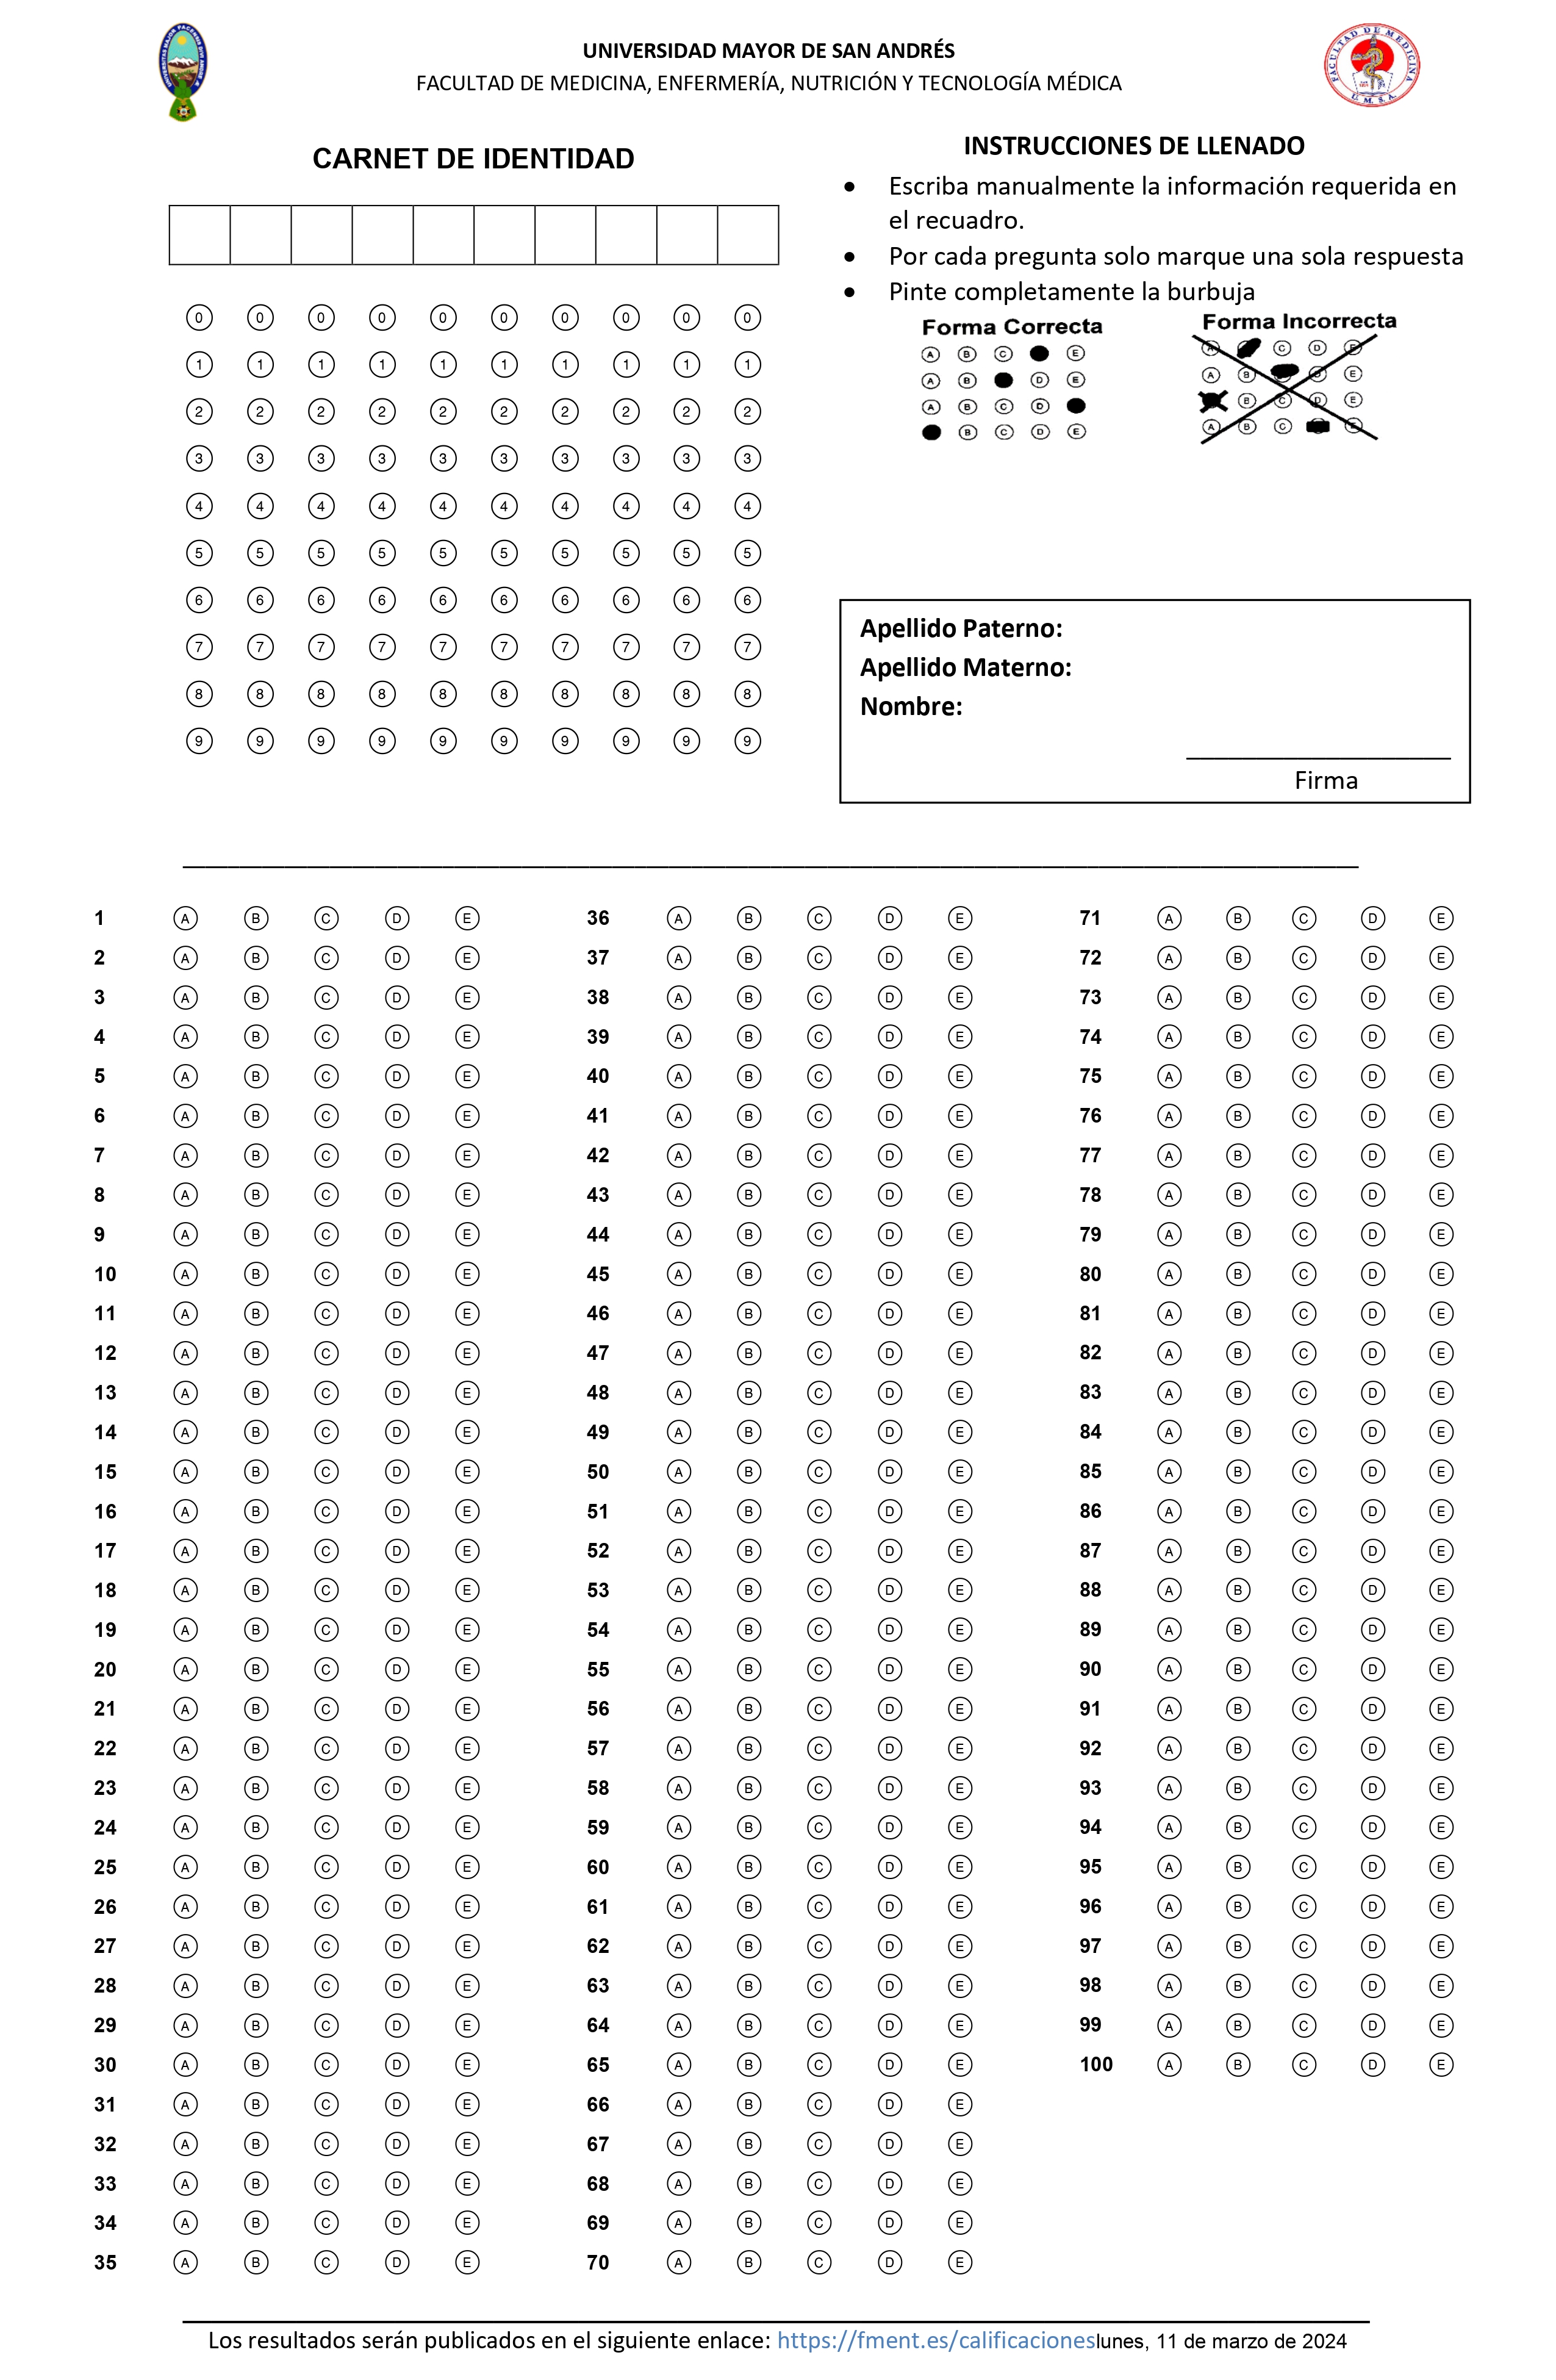 UNIVERSIDAD MAYOR DE SAN ANDRÉS
FACULTAD DE MEDICINA, ENFERMERÍA, NUTRICIÓN Y TECNOLOGÍA MÉDICA
FACULTAD DE MEDICINA
U. M. S. A.
CARNET DE IDENTIDAD
0 0 0 0 0 0 0 0 0 0
1 1 1 1 1 1 1 1 1 1
2 2 2 2 2 2 2 2 2 2
3 3 3 3 3 3 3 3 3 3
4 4 4 4 4 4 4 4 4 4
5 5 5 5 5 5 5 5 5 5
6 6 6 6 6 6 6 6 6 6
7 7 7 7 7 7 7 7 7 7
8 8 8 8 8 8 8 8 8 8
9 9 9 9 9 9 9 9 9 9
INSTRUCCIONES DE LLENADO
• Escriba manualmente la información requerida en
el recuadro.
• Por cada pregunta solo marque una sola respuesta
• Pinte completamente la burbuja
Forma Correcta
A B C E
A B D E
A B C D
B C D E
Forma Incorrecta
A C D E
A B D E
B C D E
A B C E
Apellido Paterno:
Apellido Materno:
Nombre:
Firma
1 A B C D E 36 A B C D E 71 A B C D E
2 A B C D E 37 A B C D E 72 A B C D E
3 A B C D E 38 A B C D E 73 A B C D E
4 A B C D E 39 A B C D E 74 A B C D E
5 A B C D E 40 A B C D E 75 A B C D E
6 A B C D E 41 A B C D E 76 A B C D E
7 A B C D E 42 A B C D E 77 A B C D E
8 A B C D E 43 A B C D E 78 A B C D E
9 A B C D E 44 A B C D E 79 A B C D E
10 A B C D E 45 A B C D E 80 A B C D E
11 A B C D E 46 A B C D E 81 A B C D E
12 A B C D E 47 A B C D E 82 A B C D E
13 A B C D E 48 A B C D E 83 A B C D E
14 A B C D E 49 A B C D E 84 A B C D E
15 A B C D E 50 A B C D E 85 A B C D E
16 A B C D E 51 A B C D E 86 A B C D E
17 A B C D E 52 A B C D E 87 A B C D E
18 A B C D E 53 A B C D E 88 A B C D E
19 A B C D E 54 A B C D E 89 A B C D E
20 A B C D E 55 A B C D E 90 A B C D E
21 A B C D E 56 A B C D E 91 A B C D E
22 A B C D E 57 A B C D E 92 A B C D E
23 A B C D E 58 A B C D E 93 A B C D E
24 A B C D E 59 A B C D E 94 A B C D E
25 A B C D E 60 A B C D E 95 A B C D E
26 A B C D E 61 A B C D E 96 A B C D E
27 A B C D E 62 A B C D E 97 A B C D E
28 A B C D E 63 A B C D E 98 A B C D E
29 A B C D E 64 A B C D E 99 A B C D E
30 A B C D E 65 A B C D E 100 A B C D E
31 A B C D E 66 A B C D E
32 A B C D E 67 A B C D E
33 A B C D E 68 A B C D E
34 A B C D E 69 A B C D E
35 A B C D E 70 A B C D E
Los resultados serán publicados en el siguiente enlace: https://fment.es/calificacioneslunes, 11 de marzo de 2024